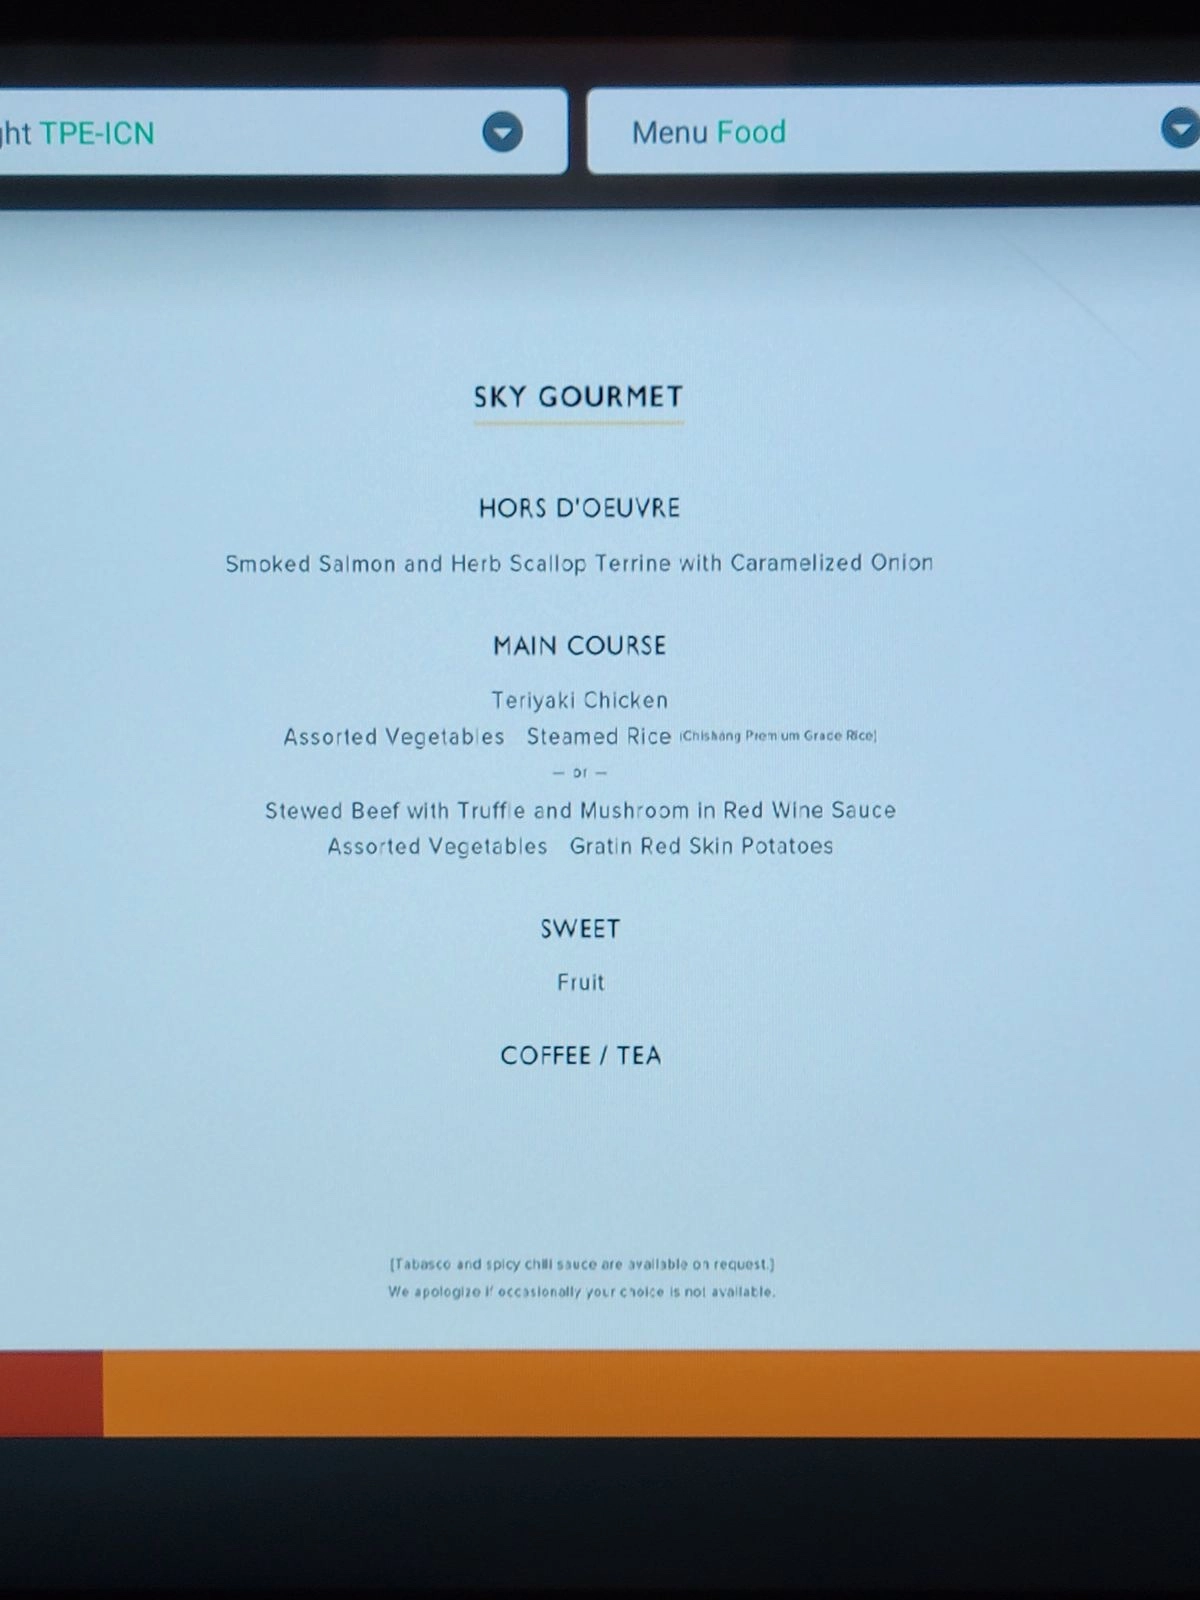 ght TPE-ICN
Menu Food
SKY GOURMET
HORS D'OEUVRE
Smoked Salmon and Herb Scallop Terrine with Caramelized Onion
MAIN COURSE
Teriyaki Chicken
Assorted Vegetables Steamed Rice (Chishang Premium Grace Rice)
— or —
Stewed Beef with Truffle and Mushroom in Red Wine Sauce
Assorted Vegetables Gratin Red Skin Potatoes
SWEET
Fruit
COFFEE / TEA
(Tabasco and spicy chili sauce are available on request.)
We apologize if occasionally your choice is not available.